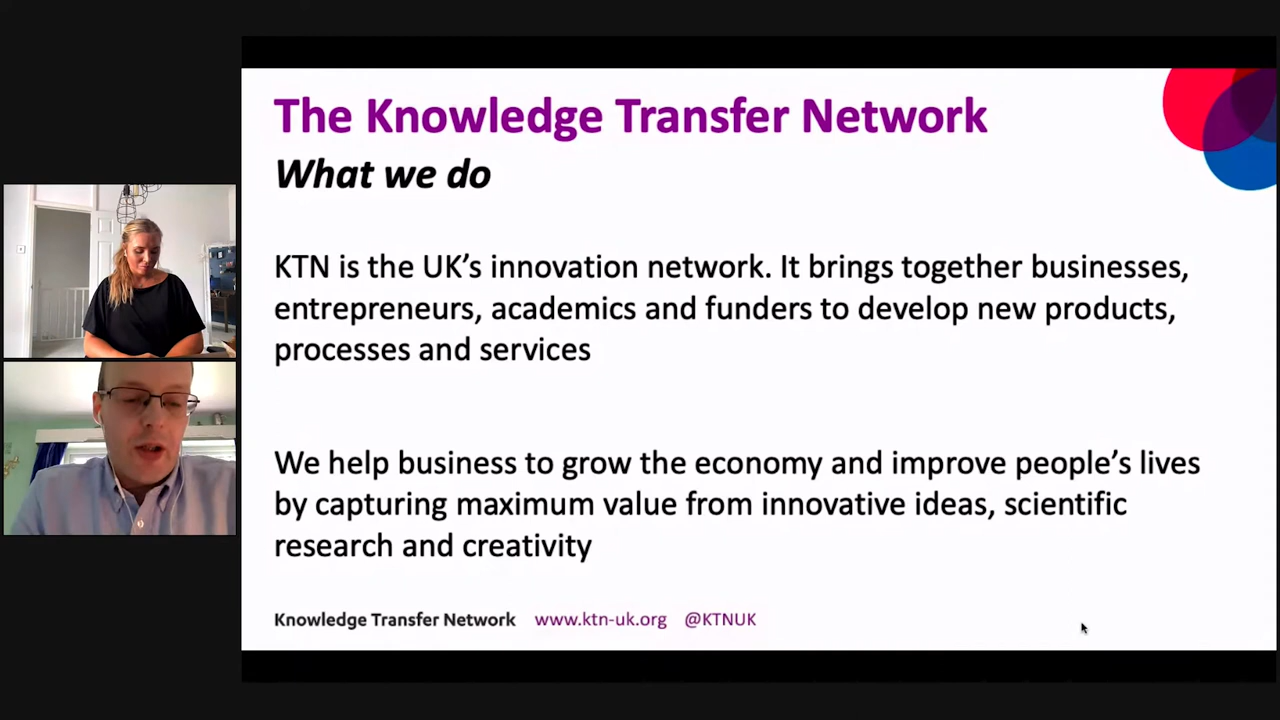 The Knowledge Transfer Network
What we do
KTN is the UK’s innovation network. It brings together businesses,
entrepreneurs, academics and funders to develop new products,
processes and services
We help business to grow the economy and improve people’s lives
by capturing maximum value from innovative ideas, scientific
research and creativity
Knowledge Transfer Network www.ktn-uk.org @KTNUK